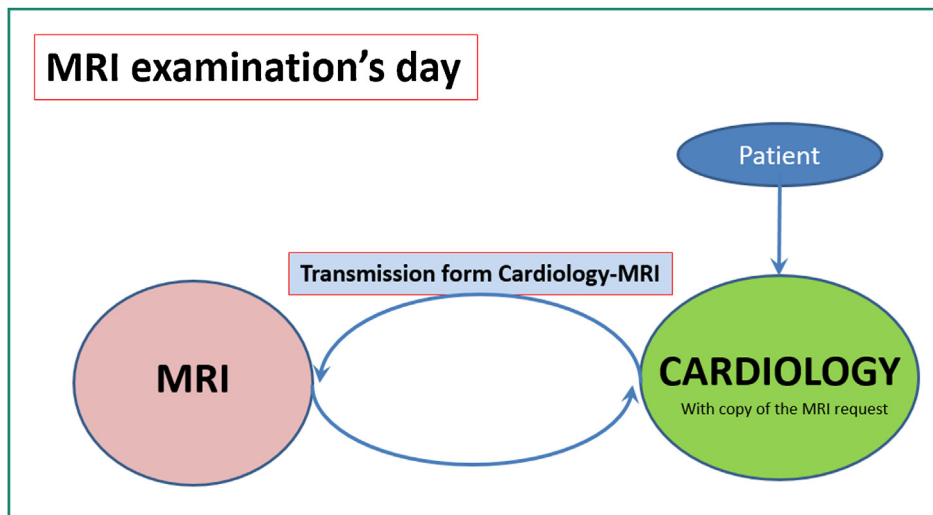 MRI examination’s day
Patient
Transmission form Cardiology-MRI
MRI
CARDIOLOGY
With copy of the MRI request